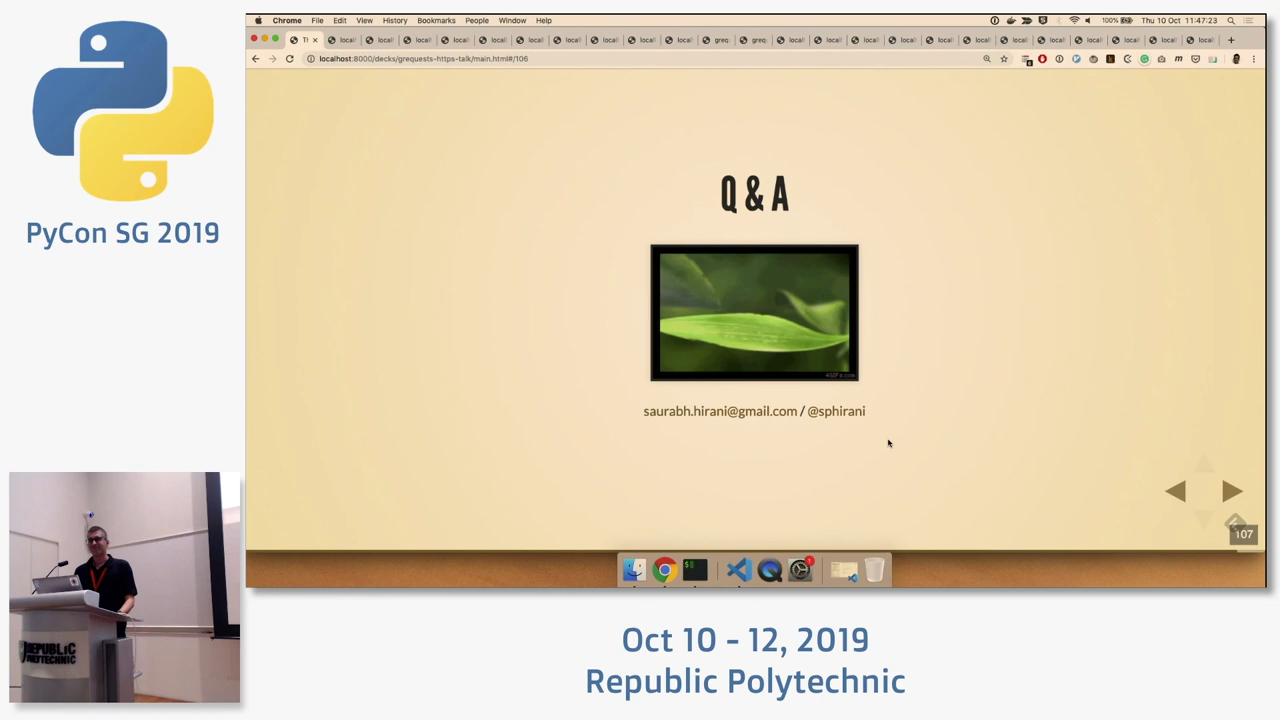 PyCon SG 2019
Chrome File Edit View History Bookmarks People Window Help
100% Thu 10 Oct 11:47:23
localhost:8000/decks/grequests-https-talk/main.html#/106
Q & A
saurabh.hirani@gmail.com / @sphirani
107
REPUBLIC
POLYTECHNIC
Oct 10 - 12, 2019
Republic Polytechnic